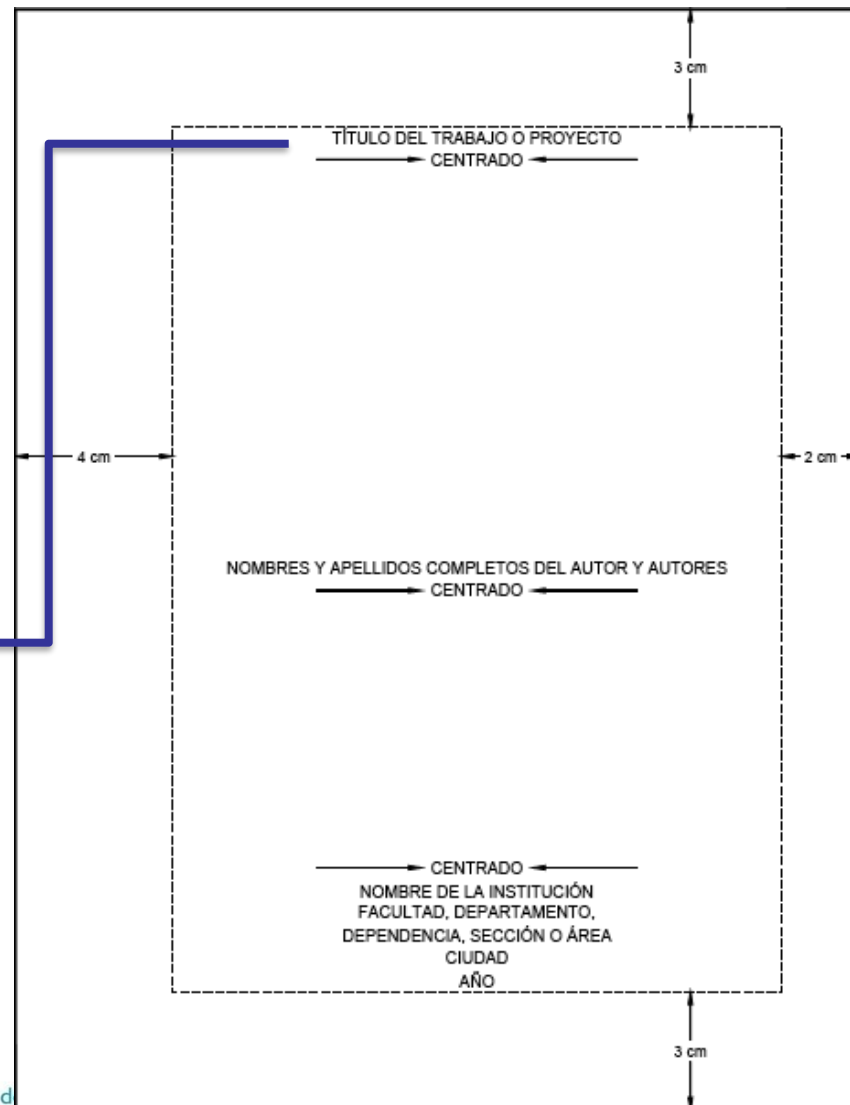 3 cm
TÍTULO DEL TRABAJO O PROYECTO
CENTRADO
4 cm
2 cm
NOMBRES Y APELLIDOS COMPLETOS DEL AUTOR Y AUTORES
CENTRADO
CENTRADO
NOMBRE DE LA INSTITUCIÓN
FACULTAD, DEPARTAMENTO,
DEPENDENCIA, SECCIÓN O ÁREA
CIUDAD
AÑO
3 cm